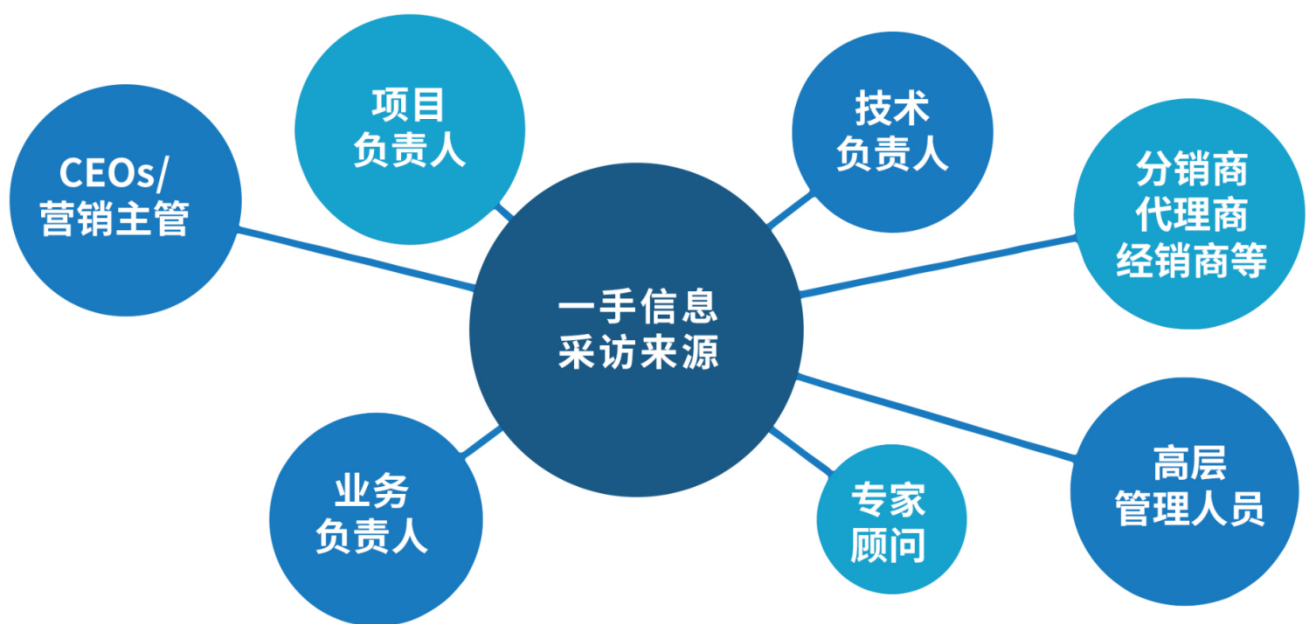 项目
负责人
技术
负责人
CEOs/
营销主管
分销商
代理商
经销商等
一手信息
采访来源
业务
负责人
专家
顾问
高层
管理人员